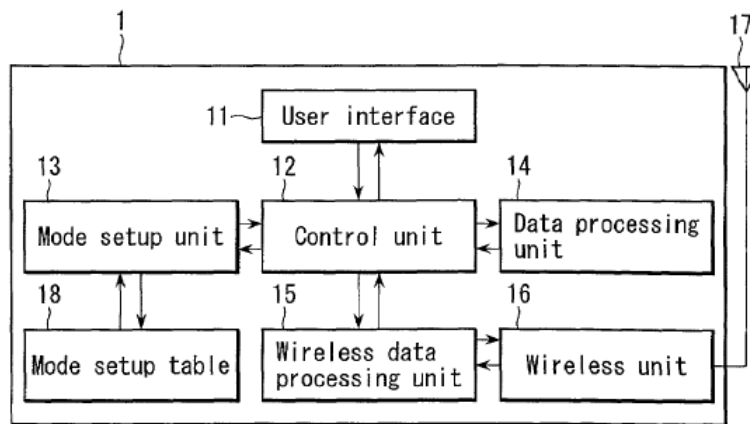 1
17
11
User interface
13
12
14
Mode setup unit
Control unit
Data processing
unit
18
15
16
Mode setup table
Wireless data
processing unit
Wireless unit